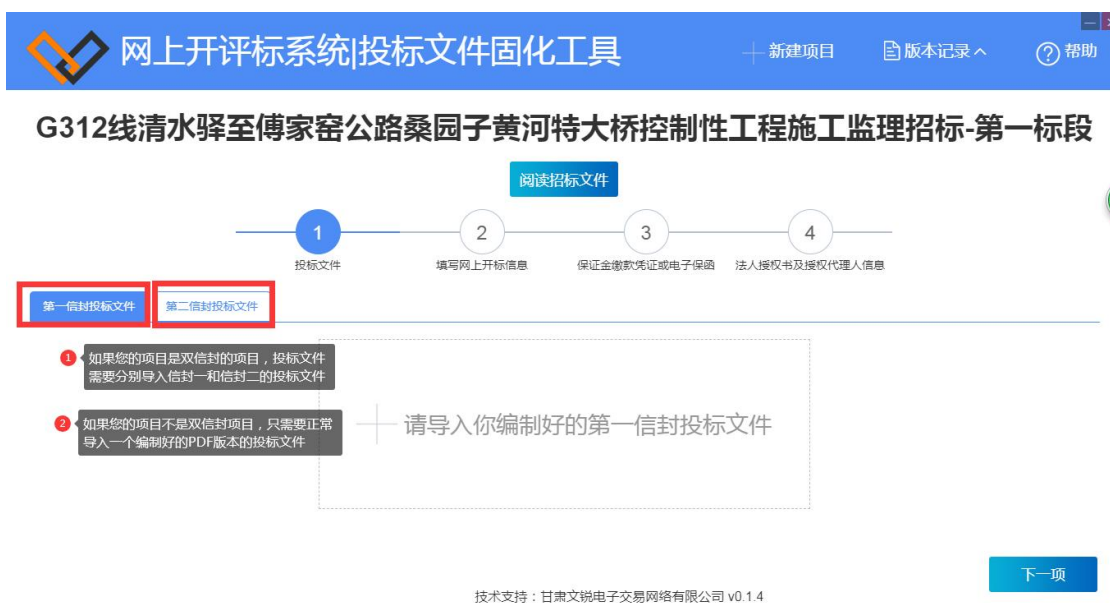 网上开评标系统|投标文件固化工具
新建项目
版本记录
帮助
G312线清水驿至傅家窑公路桑园子黄河特大桥控制性工程施工监理招标-第一标段
阅读招标文件
1
2
3
4
投标文件
填写网上开标信息
保证金缴款凭证或电子保函
法人授权书及授权代理人信息
第一信封投标文件
第二信封投标文件
1
如果您的项目是双信封的项目，投标文件
需要分别导入信封一和信封二的投标文件
2
如果您的项目不是双信封项目，只需要正常
导入一个编制好的PDF版本的投标文件
请导入你编制好的第一信封投标文件
下一项
技术支持：甘肃文锐电子交易网络有限公司 v0.1.4